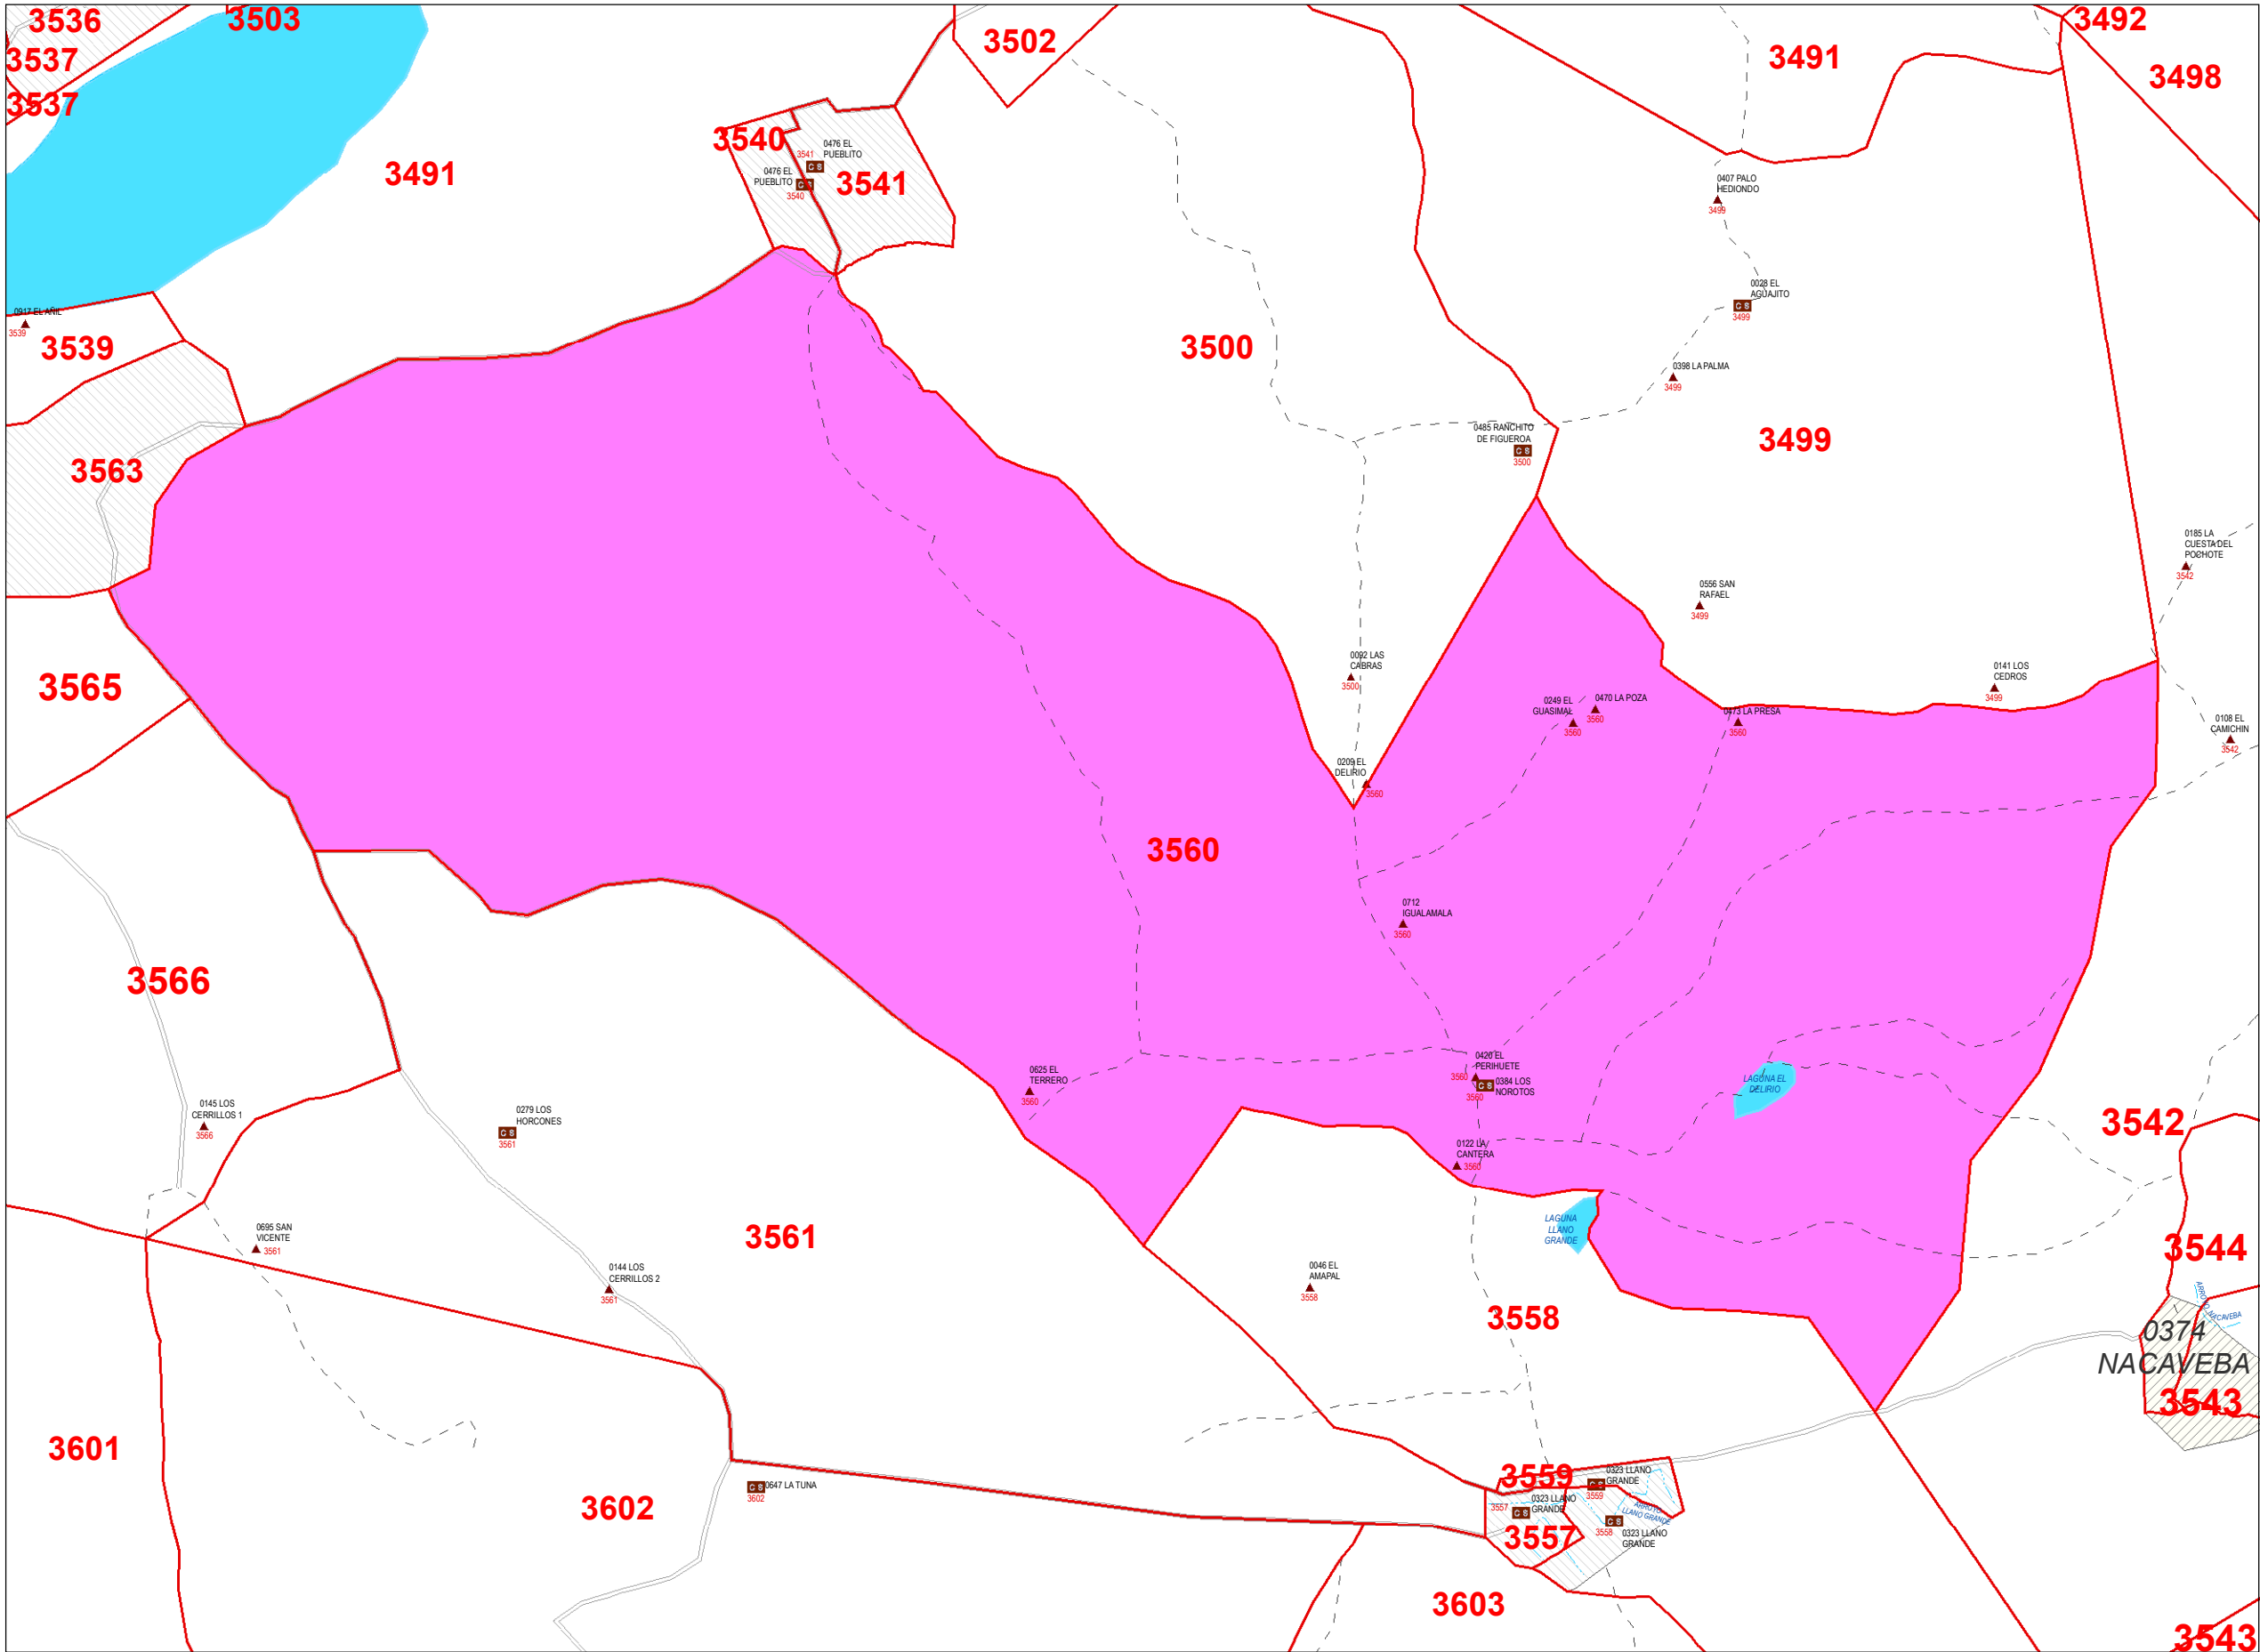 3536
3503
3492
3537
3502
3491
3498
3537
3540
3541
0476 EL
PUEBLITO
0476 EL
PUEBLITO
3540
3541
3491
0407 PALO
HEDIONDO
3499
0028 EL
AGUAJITO
3499
0917 EL AÑIL
3539
3539
3500
0398 LA PALMA
3499
0485 RANCHITO
DE FIGUEROA
3500
3499
3563
0185 LA
CUESTA DEL
POCHOTE
3542
0556 SAN
RAFAEL
3499
0092 LAS
CABRAS
3500
0141 LOS
CEDROS
3499
3565
0249 EL
GUASIMAL
3560
0470 LA POZA
3560
0473 LA PRESA
3560
0108 EL
CAMICHIN
3542
0209 EL
DELIRIO
3560
3560
0712
IGUALAMALA
3560
3566
0625 EL
TERRERO
3560
0420 EL
PERIHUETE
3560
C S
0384 LOS
NOROTOS
3560
LAGUNA EL
DELIRIO
0145 LOS
CERRILLOS 1
3566
0279 LOS
HORCONES
C S
3561
0122 LA
CANTERA
3560
3542
0695 SAN
VICENTE
3561
3561
LAGUNA
LLANO
GRANDE
3544
0144 LOS
CERRILLOS 2
3561
0046 EL
AMAPAL
3558
3558
ARROYO NACAVEBA
0374
NACAVEBA
3543
3601
3602
C S
0647 LA TUNA
3602
3559
0323 LLANO
GRANDE
3559
3557
0323 LLANO
GRANDE
ARROYO
LLANO GRANDE
3557
3558
0323 LLANO
GRANDE
3603
3543